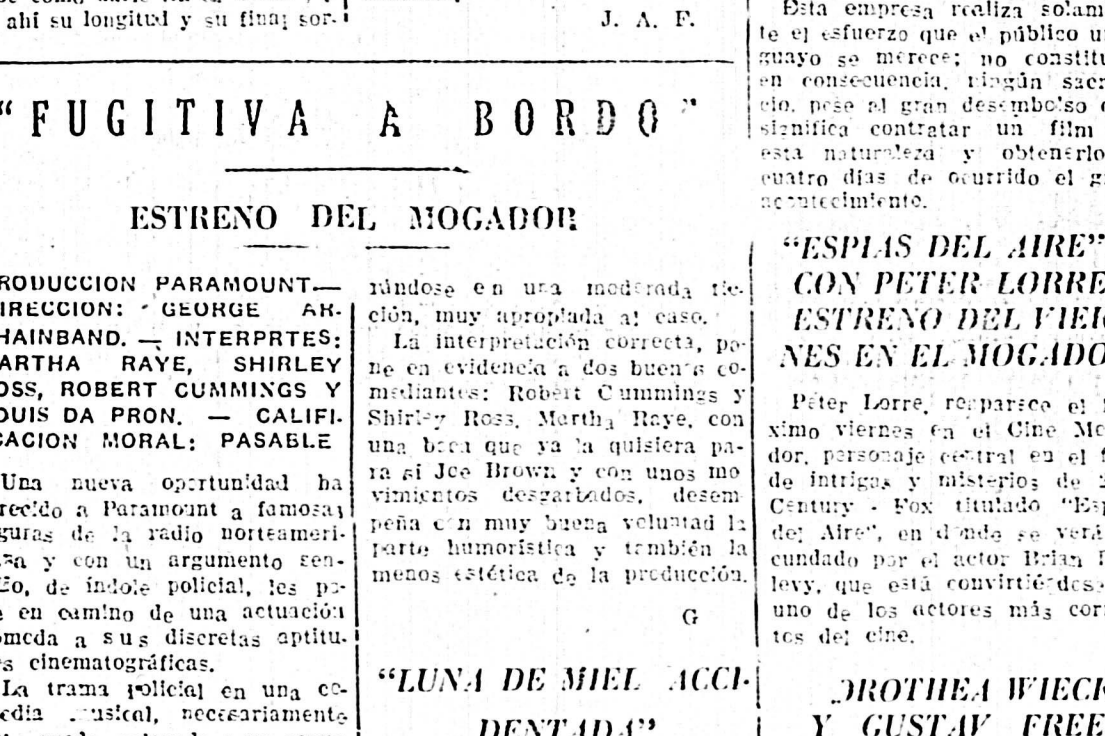 ahí su longitud y su final sor-
J. A. F.
"FUGITIVA A BORDO"
ESTRENO DEL MOGADOR
RODUCCION PARAMOUNT.—
IRECCION: GEORGE AR-
HAINBAND. — INTERPRTES:
ARTHA RAYE, SHIRLEY
OSS, ROBERT CUMMINGS Y
OUIS DA PRON. — CALIFI-
CACION MORAL: PASABLE
Una nueva oportunidad ha
recido a Paramount a famosas
guras de la radio norteameri-
na y con un argumento sen-
llo, de índole policial, les po-
e en camino de una actuación
omeda a sus discretas aptitu-
s cinematográficas.
La trama policial en una co-
edia musical, necesariamente
rándose en una moderada fic-
ción, muy apropiada al caso.
La interpretación correcta, po-
ne en evidencia a dos buenos co-
mediantes: Robert Cummings y
Shirley Ross. Martha Raye, con
una boca que ya la quisiera pa-
ra sí Joe Brown y con unos mo
vimientos desgarbados, desem
peña con muy buena voluntad la
parte humorística y también la
menos estética de la producción.
G
"LUNA DE MIEL ACCI-
DENTADA"
Esta empresa realiza solam
te el esfuerzo que el público u
guayo se merece; no constitu
en consecuencia, ningún sacr
cio, pese al gran desembolso
significa contratar un film
esta naturaleza y obtenerlo
cuatro días de ocurrido el g
acontecimiento.
"ESPIAS DEL AIRE"
CON PETER LORRE
ESTRENO DEL VIER
NES EN EL MOGADO
Peter Lorre, reaparece el
ximo viernes en el Cine Mo
dor, personaje central en el f
de intrigas y misterios de
Century - Fox titulado "Esp
del Aire", en donde se verá
cundado por el actor Brian
levy, que está convirtiéndose
uno de los actores más corr
tos del cine.
DROTHEA WIECK
Y GUSTAV FREE